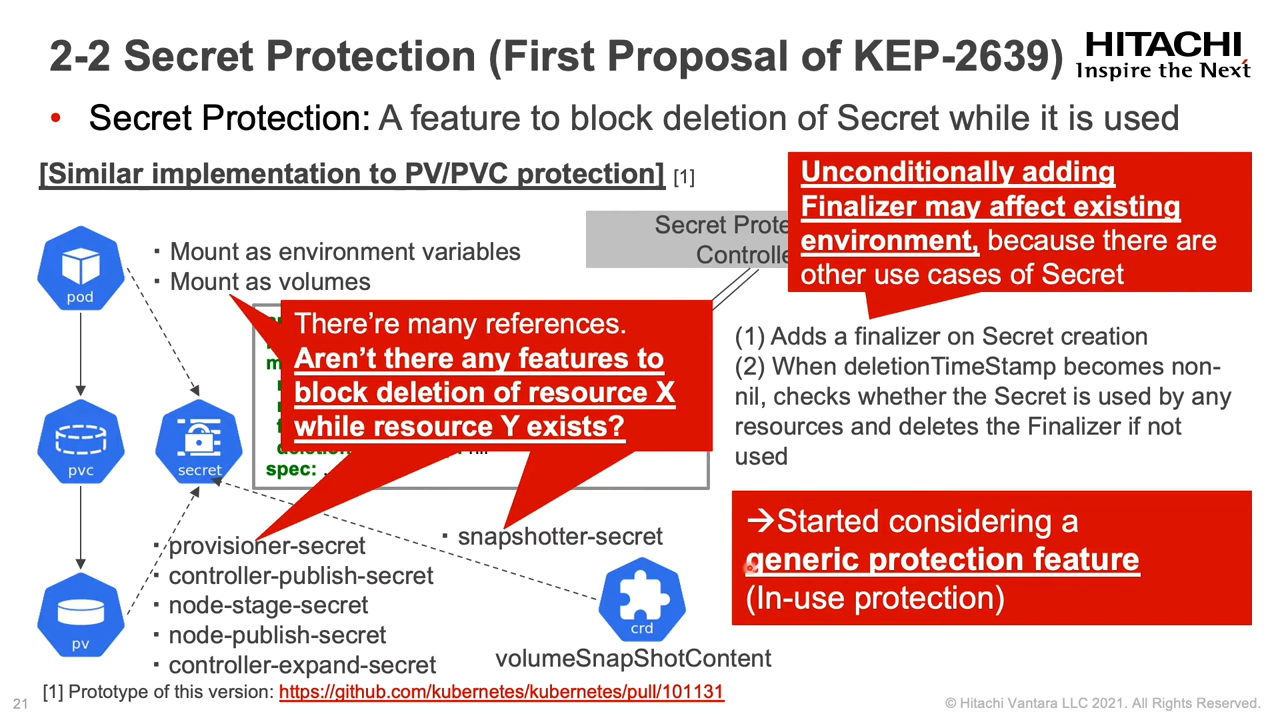 2-2 Secret Protection (First Proposal of KEP-2639)
HITACHI
Inspire the Next
• Secret Protection: A feature to block deletion of Secret while it is used
[Similar implementation to PV/PVC protection] [1]
Unconditionally adding
Finalizer may affect existing
environment, because there are
other use cases of Secret
Secret Prote
Controlle
・Mount as environment variables
・Mount as volumes
pod
There’re many references.
Aren’t there any features to
block deletion of resource X
while resource Y exists?
(1) Adds a finalizer on Secret creation
(2) When deletionTimeStamp becomes non-
nil, checks whether the Secret is used by any
resources and deletes the Finalizer if not
used
pvc
secret
spec:
→Started considering a
generic protection feature
(In-use protection)
・provisioner-secret
・controller-publish-secret
・node-stage-secret
・node-publish-secret
・controller-expand-secret
・snapshotter-secret
pv
crd
volumeSnapShotContent
[1] Prototype of this version: https://github.com/kubernetes/kubernetes/pull/101131
21
© Hitachi Vantara LLC 2021. All Rights Reserved.